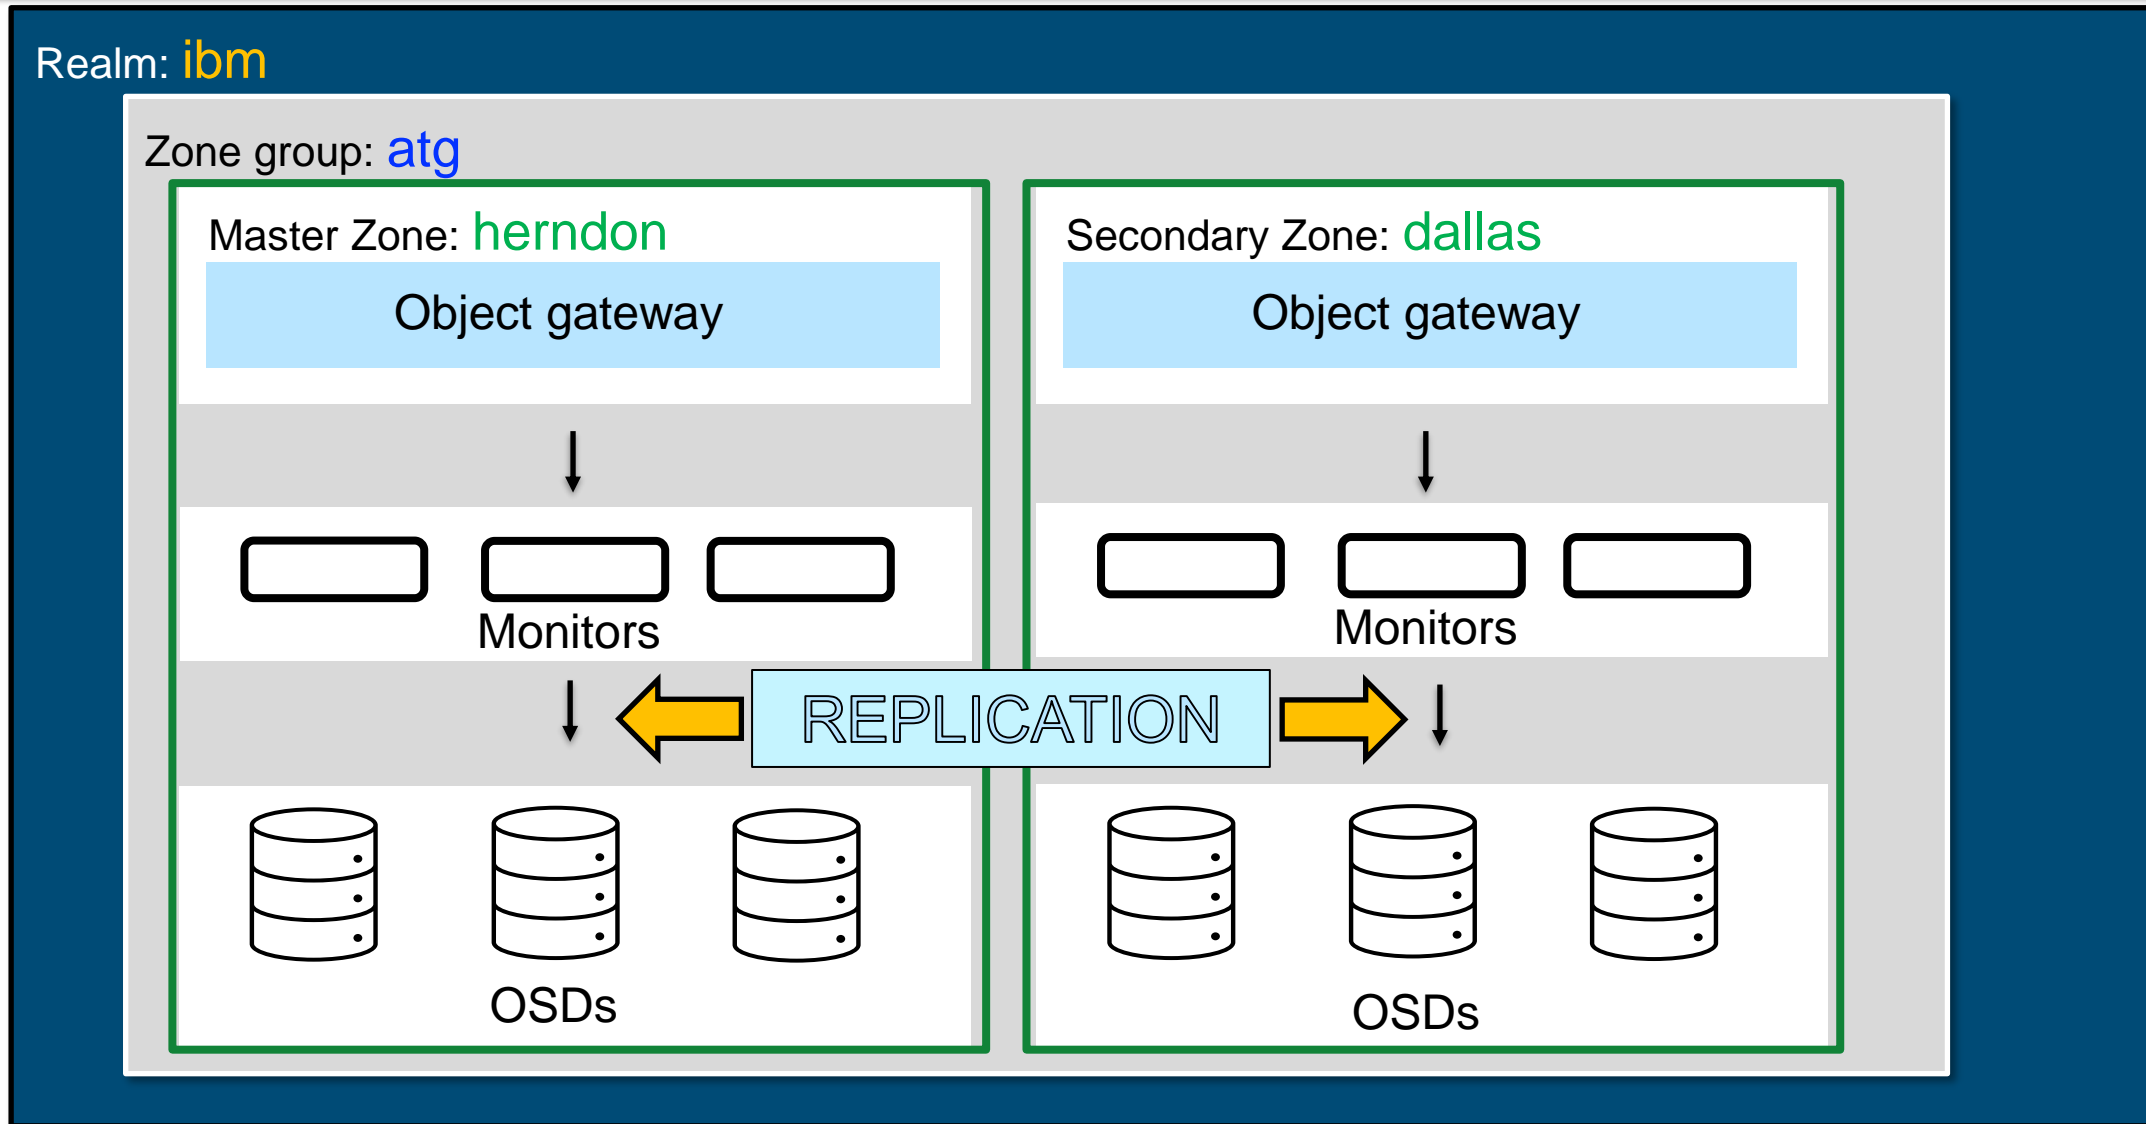 Realm: ibm
Zone group: atg
Master Zone: herndon
Object gateway
Monitors
OSDs
Secondary Zone: dallas
Object gateway
Monitors
OSDs
REPLICATION